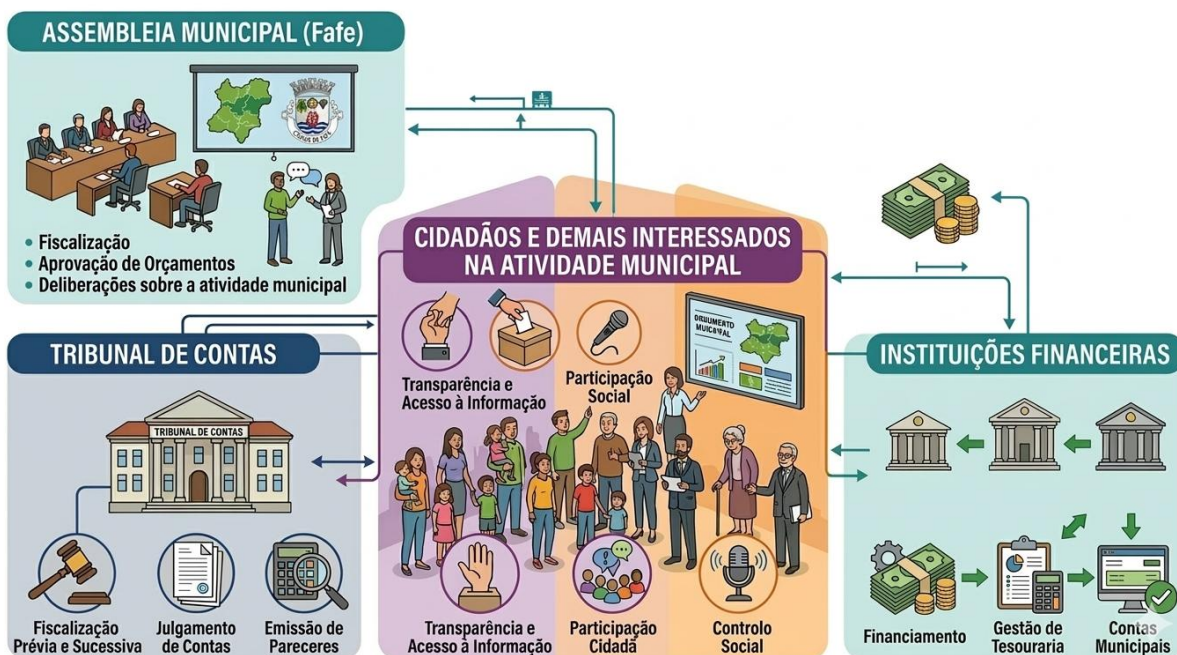 ASSEMBLEIA MUNICIPAL (Fafe)
• Fiscalização
• Aprovação de Orçamentos
• Deliberações sobre a atividade municipal
CIDADÃOS E DEMAIS INTERESSADOS
NA ATIVIDADE MUNICIPAL
Transparência e
Acesso à Informação
Participação
Social
Transparência e
Acesso à Informação
Participação
Cidadã
Controlo
Social
TRIBUNAL DE CONTAS
TRIBUNAL DE CONTAS
Fiscalização
Prévia e Sucessiva
Julgamento
de Contas
Emissão de
Pareceres
INSTITUIÇÕES FINANCEIRAS
Financiamento
Gestão de
Tesouraria
Contas
Municipais